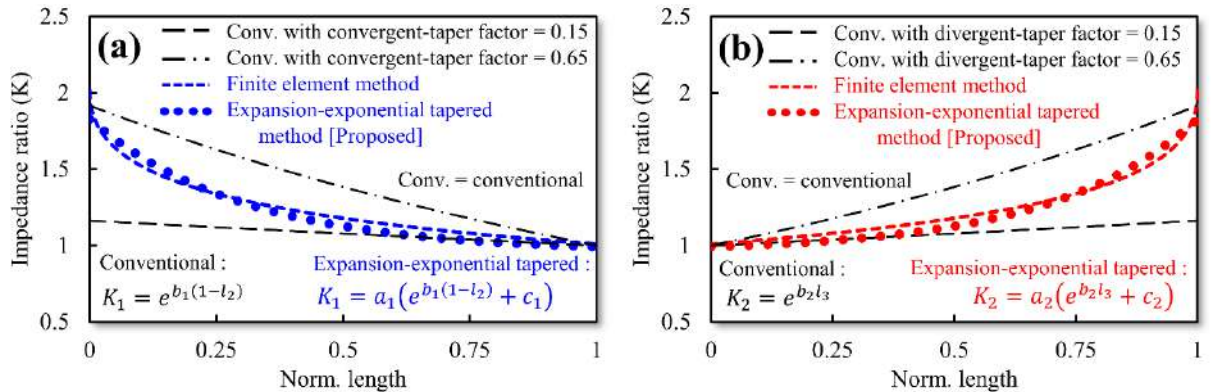 (a)
Conv. with convergent-taper factor = 0.15
Conv. with convergent-taper factor = 0.65
Finite element method
Expansion-exponential tapered
method [Proposed]
Conv. = conventional
Conventional :
K₁ = e^{b₁(1−l₂)}
Expansion-exponential tapered :
K₁ = a₁(e^{b₁(1−l₂)} + c₁)
Impedance ratio (K)
2.5
2
1.5
1
0.5
0
0.25
0.5
0.75
1
Norm. length
(b)
Conv. with divergent-taper factor = 0.15
Conv. with divergent-taper factor = 0.65
Finite element method
Expansion-exponential tapered
method [Proposed]
Conv. = conventional
Conventional :
K₂ = e^{b₂l₃}
Expansion-exponential tapered :
K₂ = a₂(e^{b₂l₃} + c₂)
Impedance ratio (K)
2.5
2
1.5
1
0.5
0
0.25
0.5
0.75
1
Norm. length